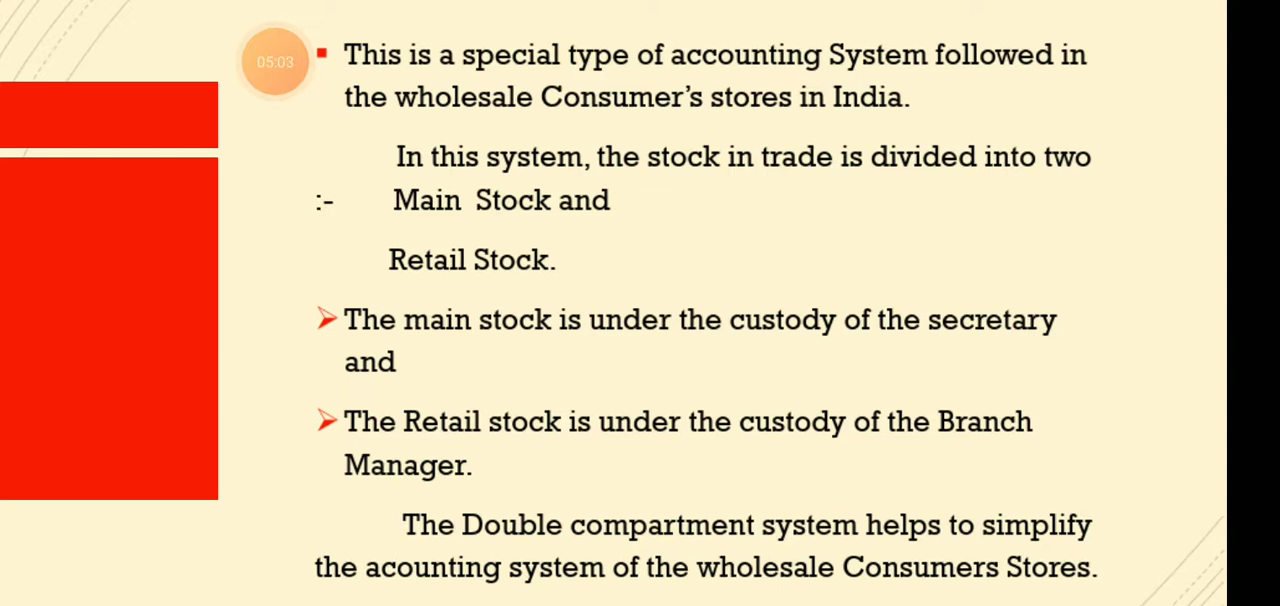 05:03
▪ This is a special type of accounting System followed in
the wholesale Consumer’s stores in India.
In this system, the stock in trade is divided into two
:- Main Stock and
Retail Stock.
➢ The main stock is under the custody of the secretary
and
➢ The Retail stock is under the custody of the Branch
Manager.
The Double compartment system helps to simplify
the acounting system of the wholesale Consumers Stores.